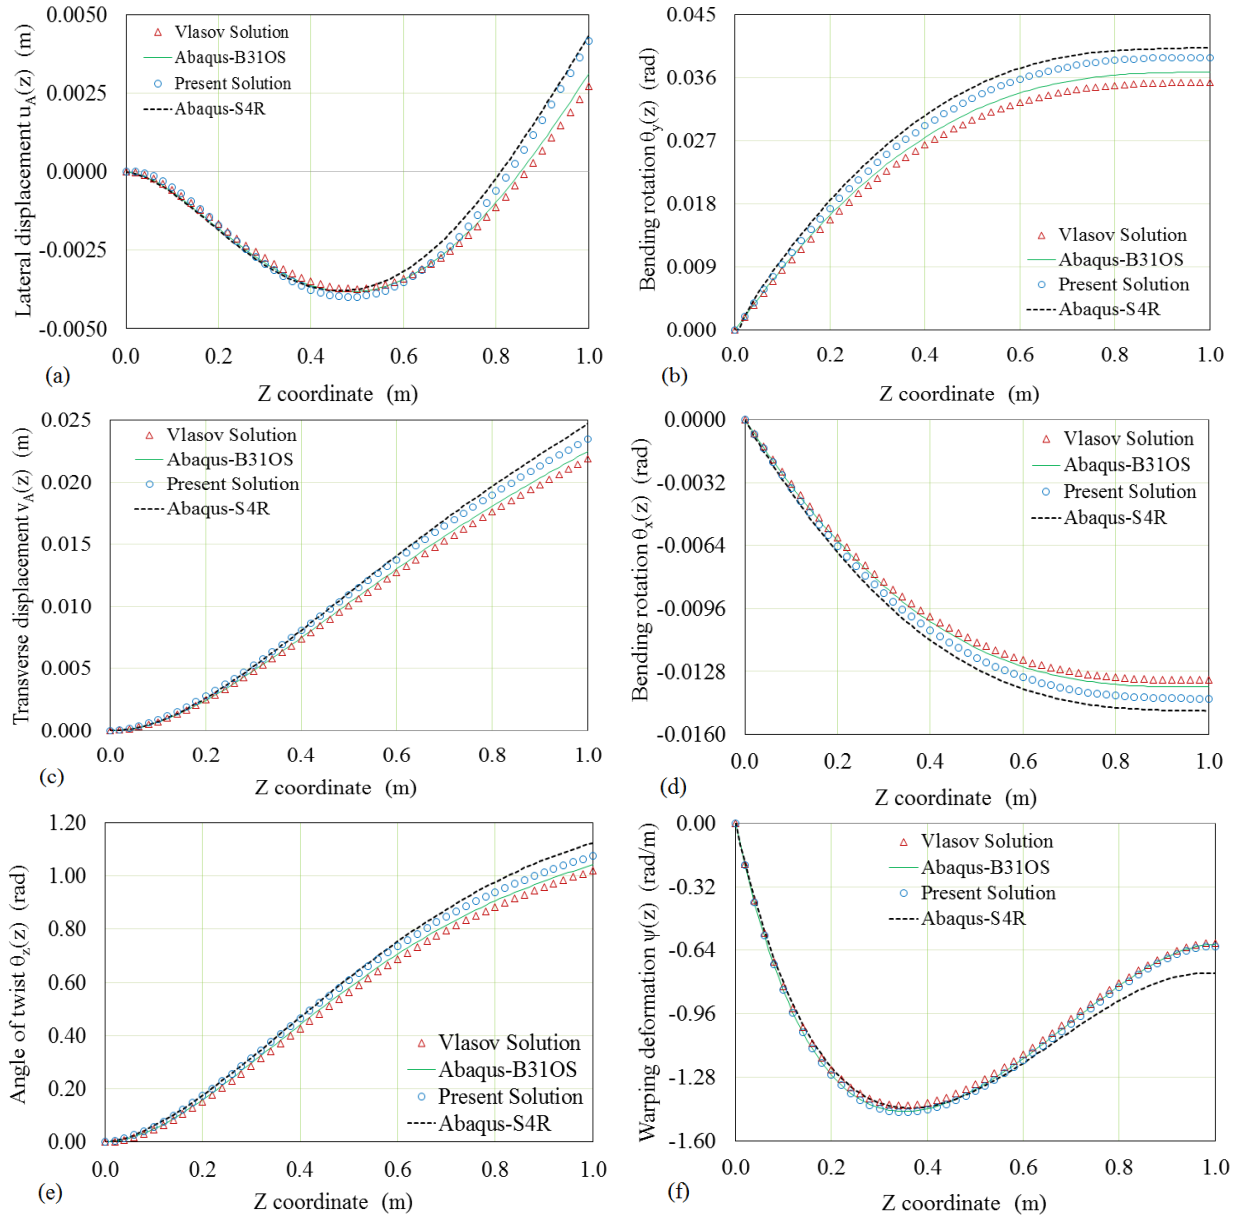 Lateral displacement u_A(z) (m)
0.0050
0.0025
0.0000
-0.0025
-0.0050
Vlasov Solution
Abaqus-B31OS
Present Solution
Abaqus-S4R
0.0 0.2 0.4 0.6 0.8 1.0
(a)
Z coordinate (m)
Bending rotation θ_y(z) (rad)
0.045
0.036
0.027
0.018
0.009
0.000
Vlasov Solution
Abaqus-B31OS
Present Solution
Abaqus-S4R
0.0 0.2 0.4 0.6 0.8 1.0
(b)
Z coordinate (m)
Transverse displacement v_A(z) (m)
0.025
0.020
0.015
0.010
0.005
0.000
Vlasov Solution
Abaqus-B31OS
Present Solution
Abaqus-S4R
0.0 0.2 0.4 0.6 0.8 1.0
(c)
Z coordinate (m)
Bending rotation θ_x(z) (rad)
0.0000
-0.0032
-0.0064
-0.0096
-0.0128
-0.0160
Vlasov Solution
Abaqus-B31OS
Present Solution
Abaqus-S4R
0.0 0.2 0.4 0.6 0.8 1.0
(d)
Z coordinate (m)
Angle of twist θ_Z(z) (rad)
1.20
1.00
0.80
0.60
0.40
0.20
0.00
Vlasov Solution
Abaqus-B31OS
Present Solution
Abaqus-S4R
0.0 0.2 0.4 0.6 0.8 1.0
(e)
Z coordinate (m)
Warping deformation ψ(z) (rad/m)
0.00
-0.32
-0.64
-0.96
-1.28
-1.60
Vlasov Solution
Abaqus-B31OS
Present Solution
Abaqus-S4R
0.0 0.2 0.4 0.6 0.8 1.0
(f)
Z coordinate (m)